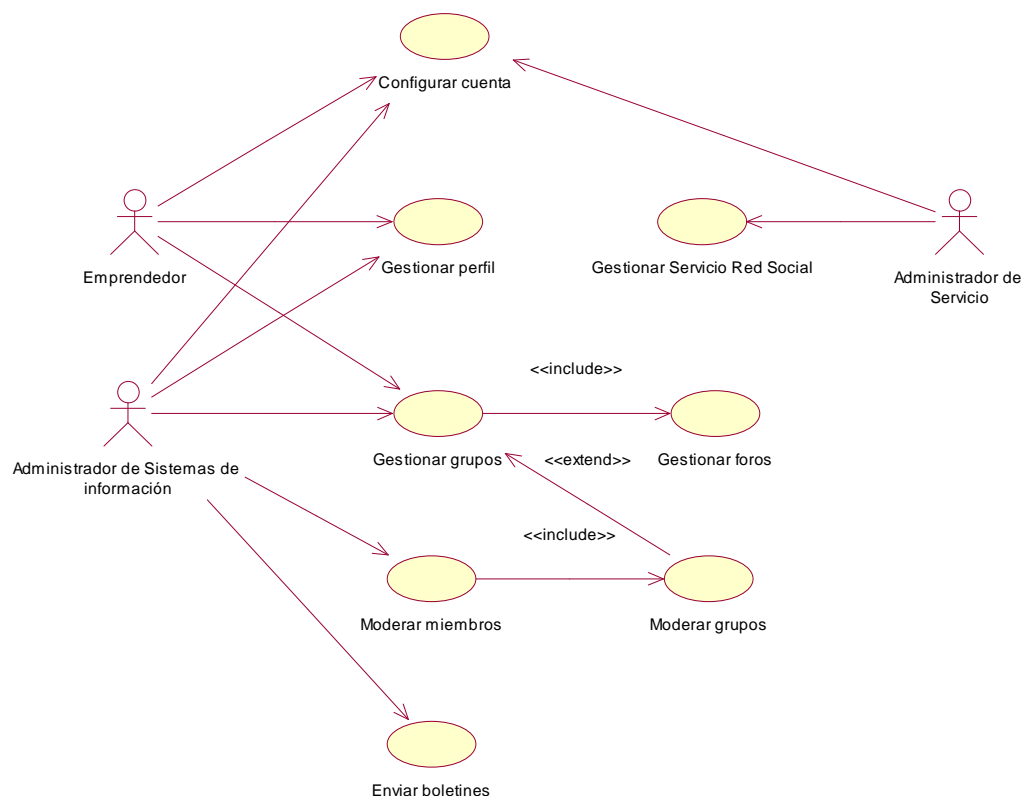 Configurar cuenta
Emprendedor
Gestionar perfil
Gestionar Servicio Red Social
Administrador de
Servicio
<<include>>
Administrador de Sistemas de
información
Gestionar grupos
<<extend>>
Gestionar foros
<<include>>
Moderar miembros
Moderar grupos
Enviar boletines